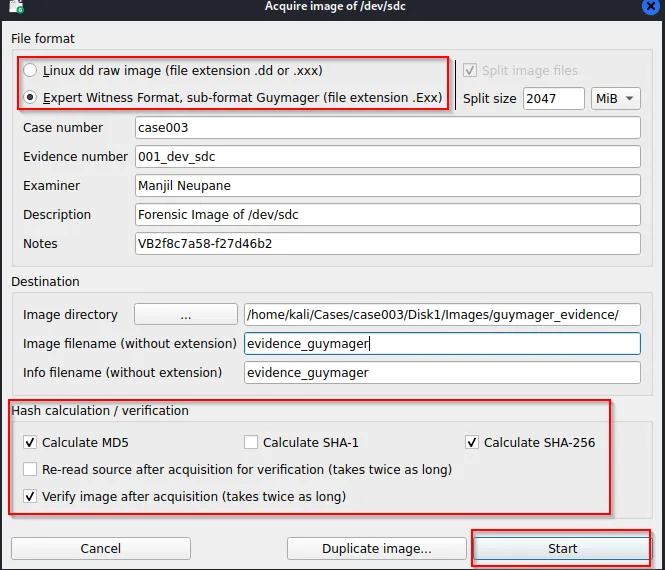 Acquire image of /dev/sdc
File format
Linux dd raw image (file extension .dd or .xxx)
Split image files
Expert Witness Format, sub-format Guymager (file extension .Exx)
Split size 2047 MiB
Case number case003
Evidence number 001_dev_sdc
Examiner Manjil Neupane
Description Forensic Image of /dev/sdc
Notes VB2f8c7a58-f27d46b2
Destination
Image directory ... /home/kali/Cases/case003/Disk1/Images/guymager_evidence/
Image filename (without extension) evidence_guymager
Info filename (without extension) evidence_guymager
Hash calculation / verification
Calculate MD5 Calculate SHA-1 Calculate SHA-256
Re-read source after acquisition for verification (takes twice as long)
Verify image after acquisition (takes twice as long)
Cancel Duplicate image... Start